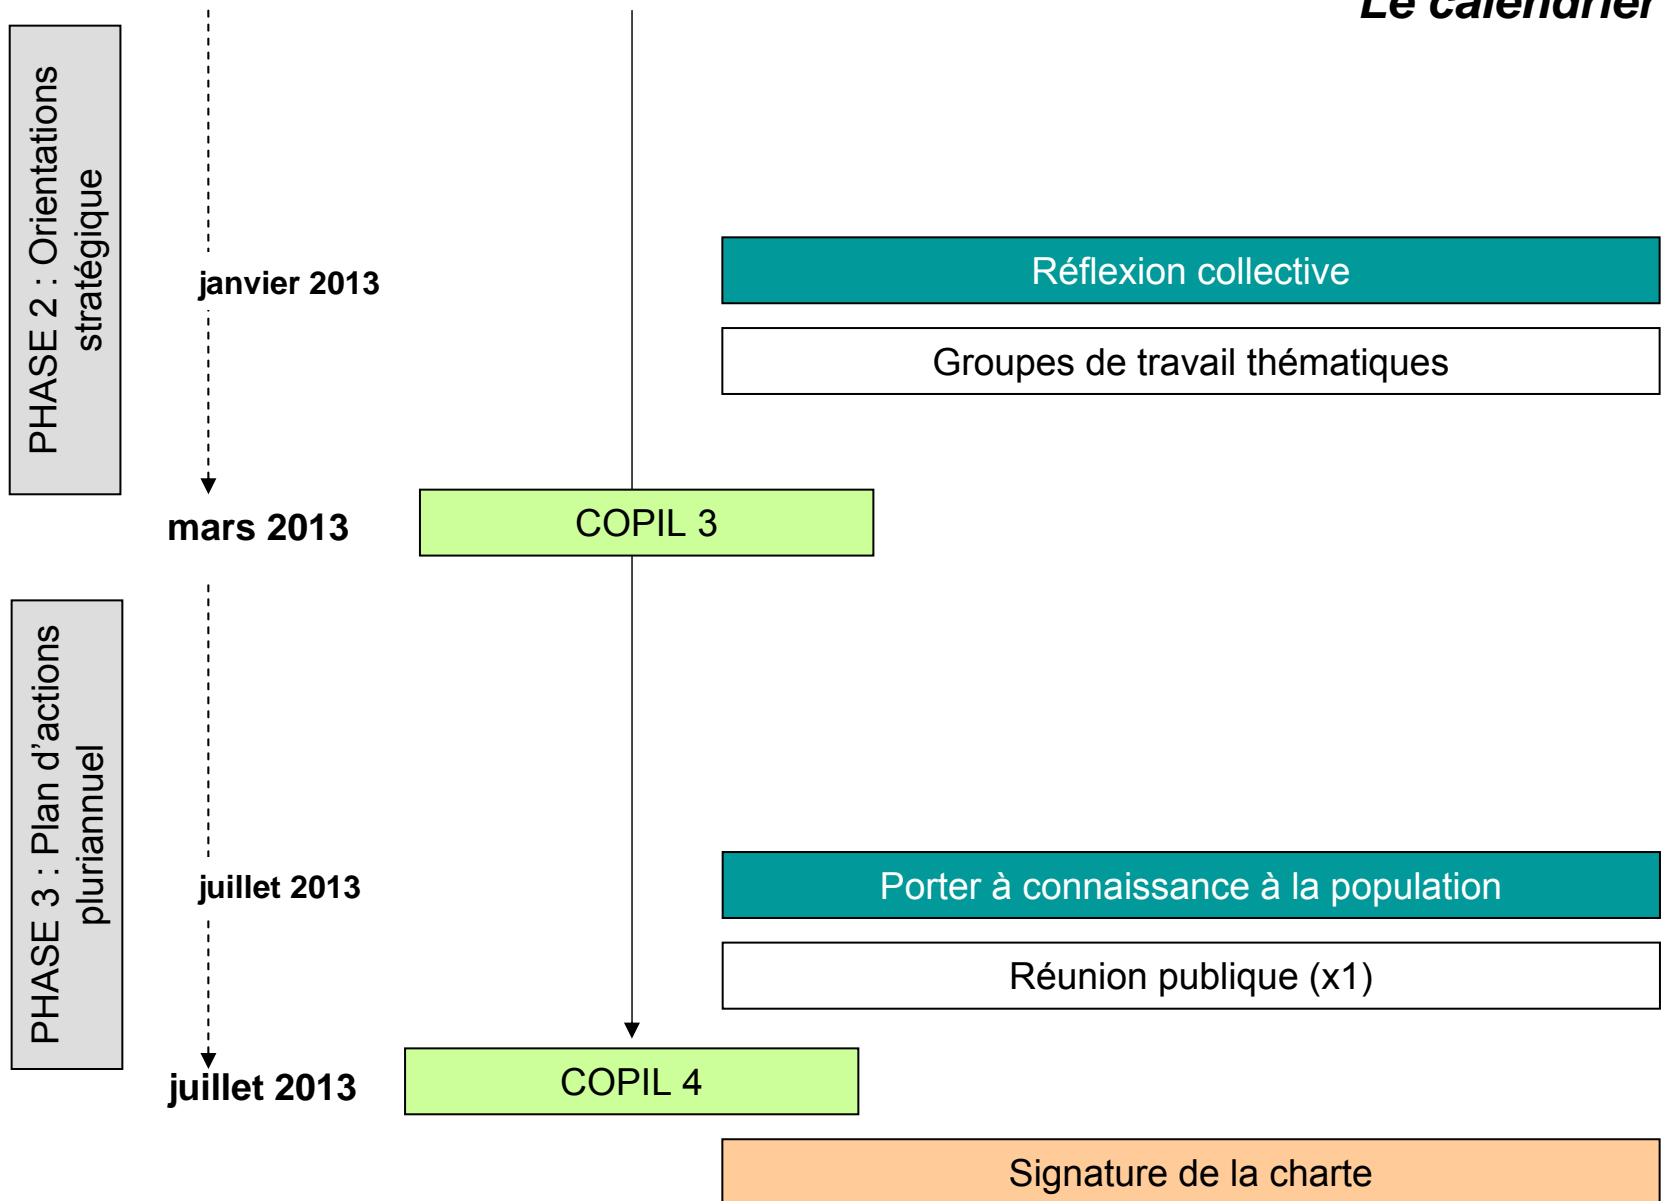 Le calendrier
PHASE 2 : Orientations
stratégique
janvier 2013
Réflexion collective
Groupes de travail thématiques
mars 2013
COPIL 3
PHASE 3 : Plan d’actions
pluriannuel
juillet 2013
Porter à connaissance à la population
Réunion publique (x1)
juillet 2013
COPIL 4
Signature de la charte